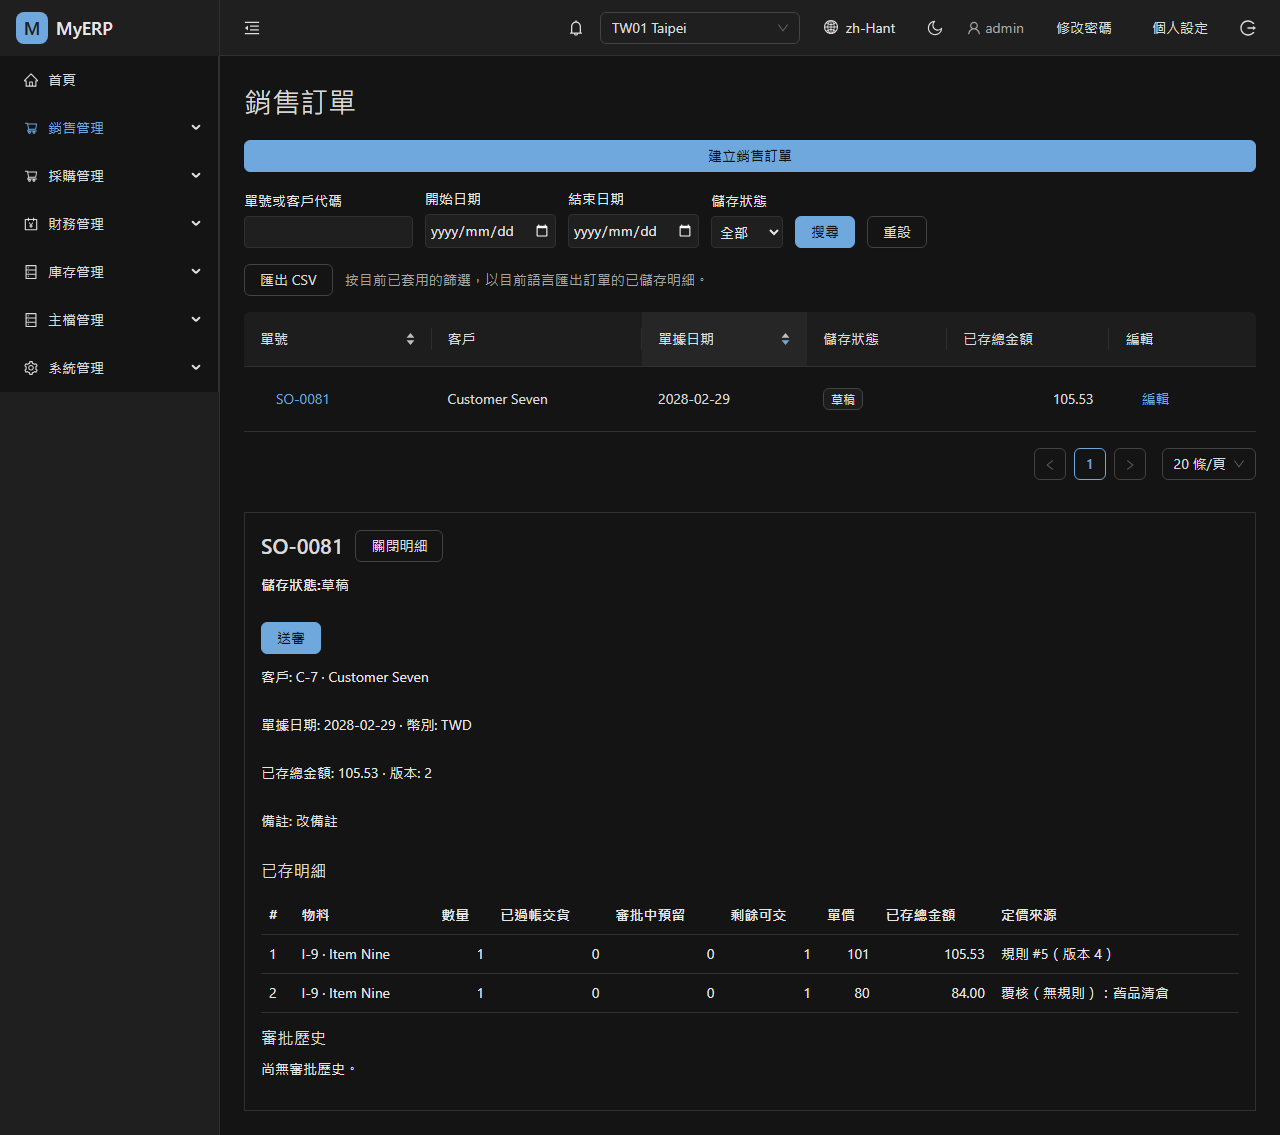 M MyERP
TW01 Taipei
zh-Hant
admin
修改密碼
個人設定
首頁
銷售管理
採購管理
財務管理
庫存管理
主檔管理
系統管理
銷售訂單
建立銷售訂單
單號或客戶代碼
開始日期
結束日期
儲存狀態
yyyy/mm/dd
yyyy/mm/dd
全部
搜尋
重設
匯出 CSV
按目前已套用的篩選，以目前語言匯出訂單的已儲存明細。
單號 客戶 單據日期 儲存狀態 已存總金額 編輯
SO-0081 Customer Seven 2028-02-29 草稿 105.53 編輯
< 1 > 20 條/頁
SO-0081 關閉明細
儲存狀態:草稿
送審
客戶: C-7 · Customer Seven
單據日期: 2028-02-29 · 幣別: TWD
已存總金額: 105.53 · 版本: 2
備註: 改備註
已存明細
# 物料 數量 已過帳交貨 審批中預留 剩餘可交 單價 已存總金額 定價來源
1 I-9 · Item Nine 1 0 0 1 101 105.53 規則 #5（版本 4）
2 I-9 · Item Nine 1 0 0 1 80 84.00 覆核（無規則）：舊品清倉
審批歷史
尚無審批歷史。